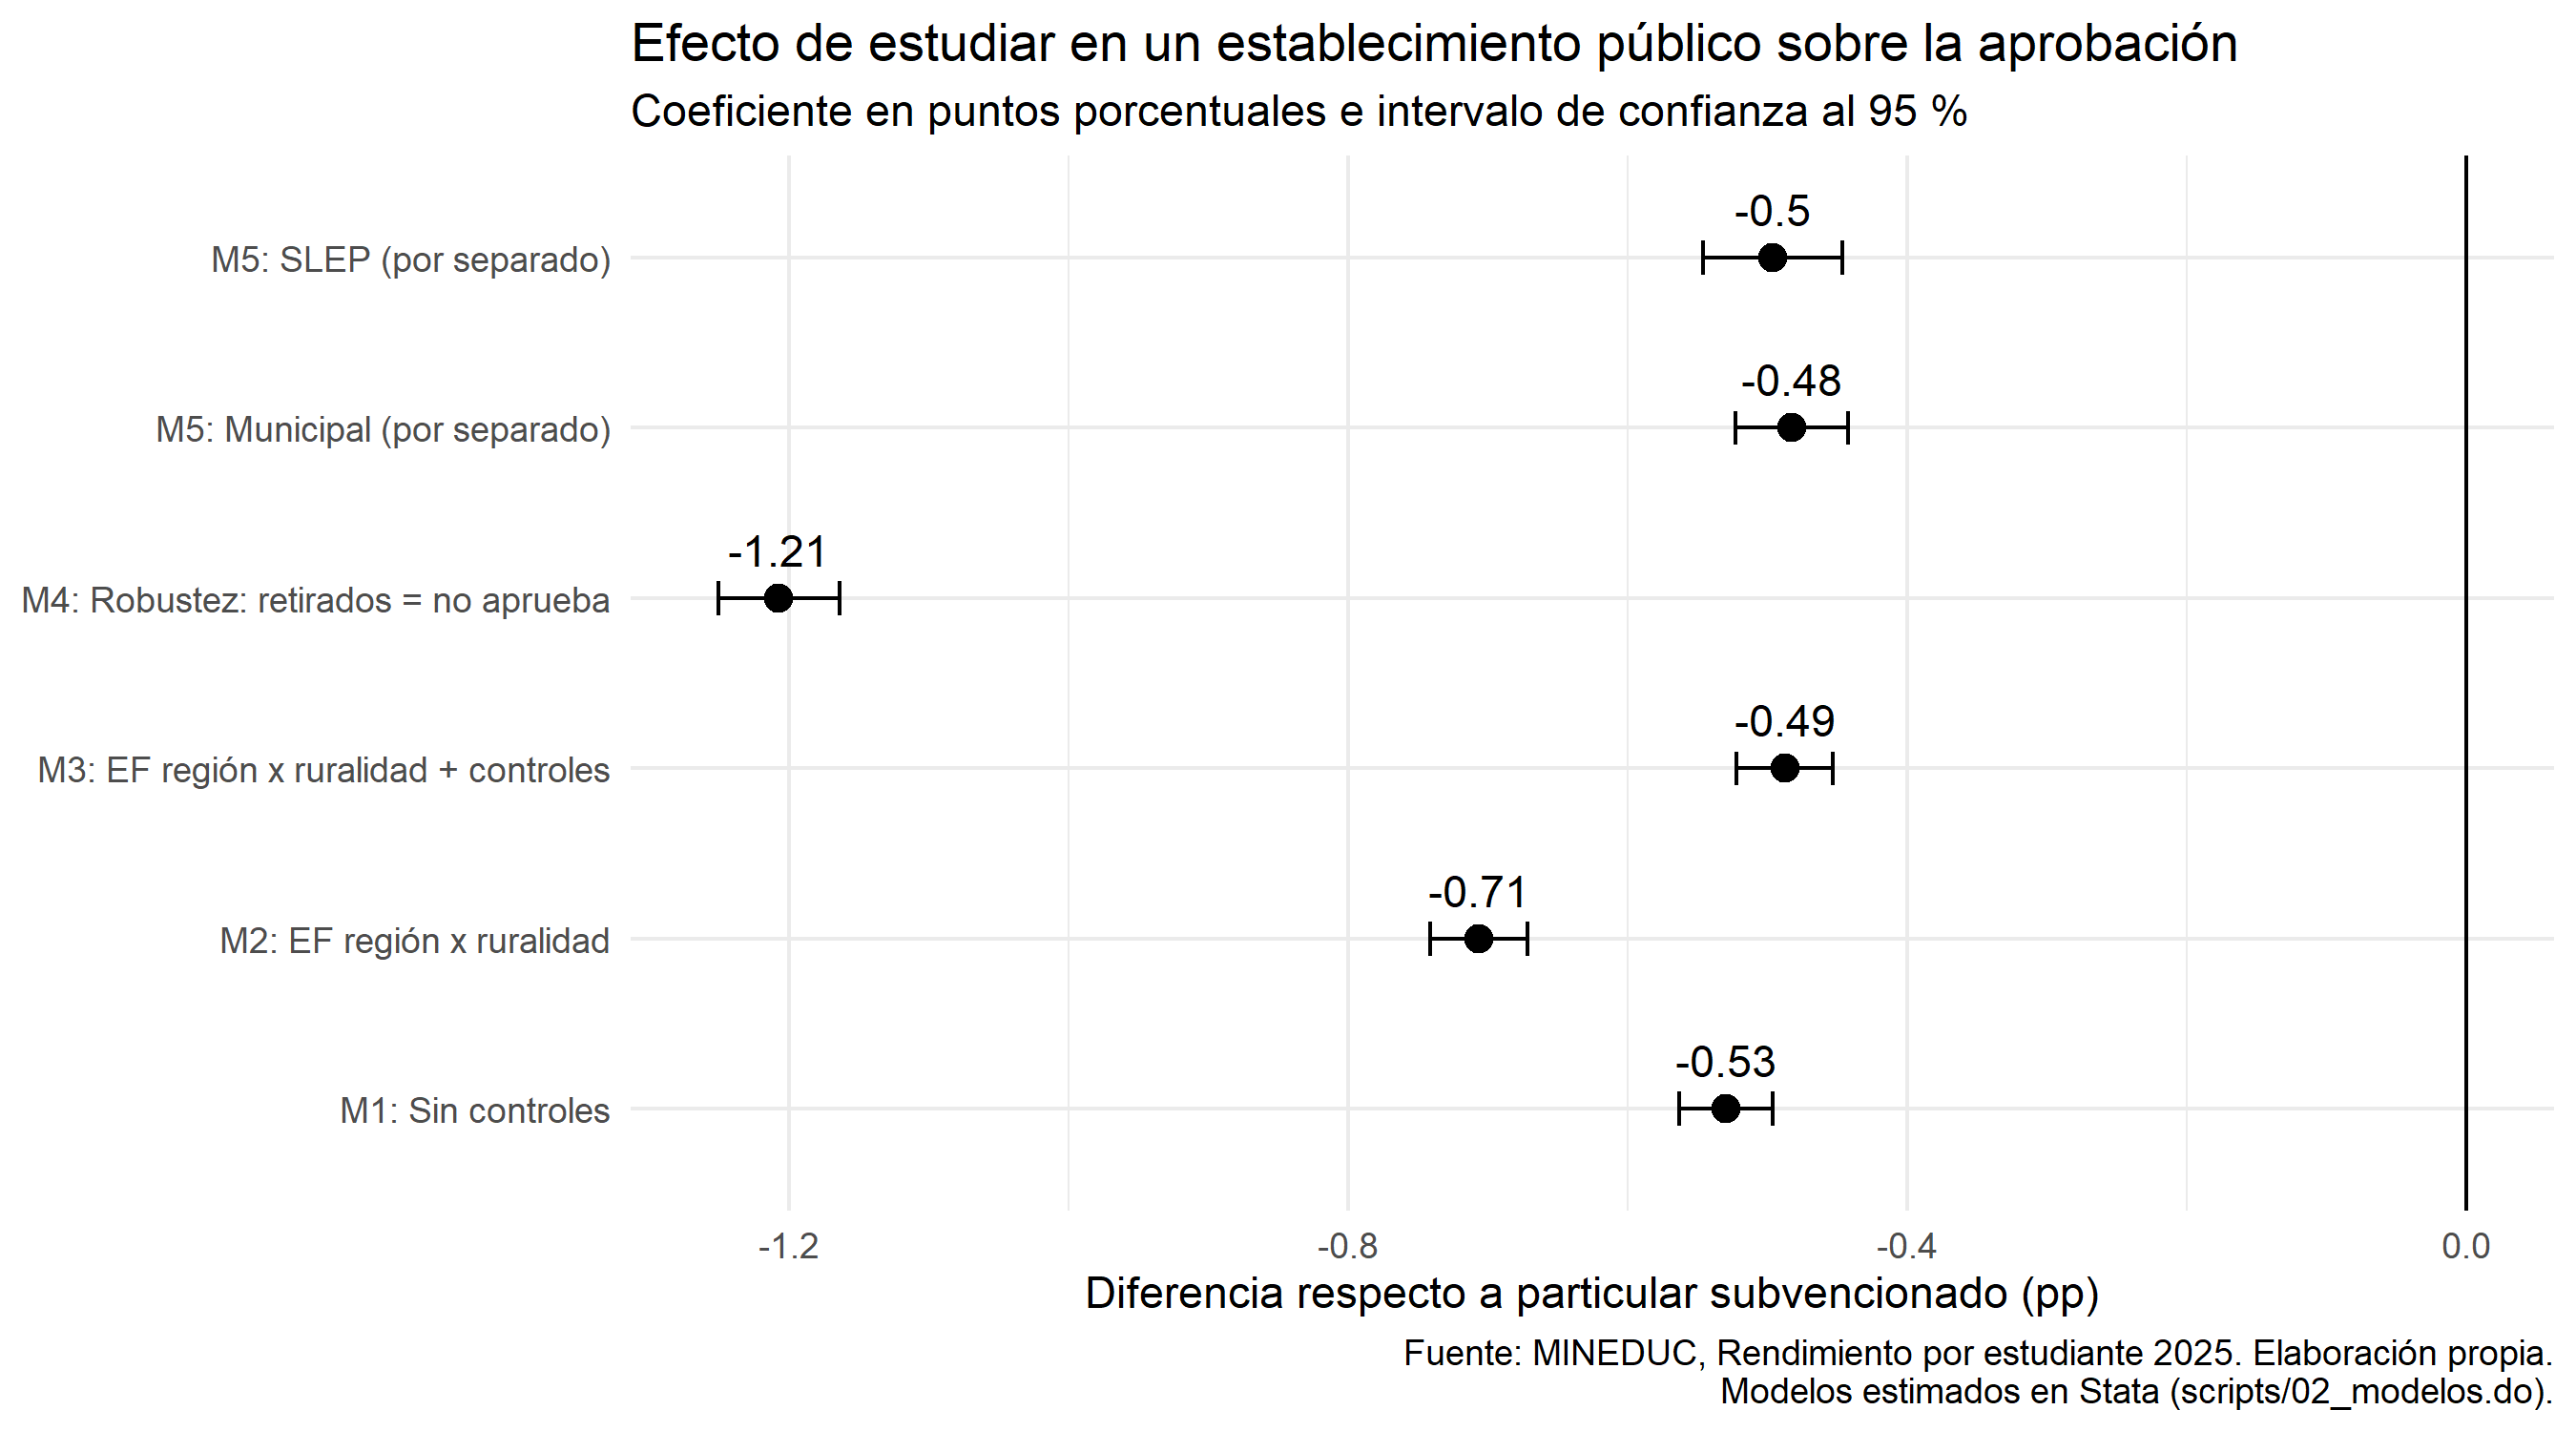 Efecto de estudiar en un establecimiento público sobre la aprobación
Coeficiente en puntos porcentuales e intervalo de confianza al 95 %
-0.5
M5: SLEP (por separado)
-0.48
M5: Municipal (por separado)
-1.21
M4: Robustez: retirados = no aprueba
-0.49
M3: EF región x ruralidad + controles
-0.71
M2: EF región x ruralidad
-0.53
M1: Sin controles
-1.2 -0.8 -0.4 0.0
Diferencia respecto a particular subvencionado (pp)
Fuente: MINEDUC, Rendimiento por estudiante 2025. Elaboración propia.
Modelos estimados en Stata (scripts/02_modelos.do).